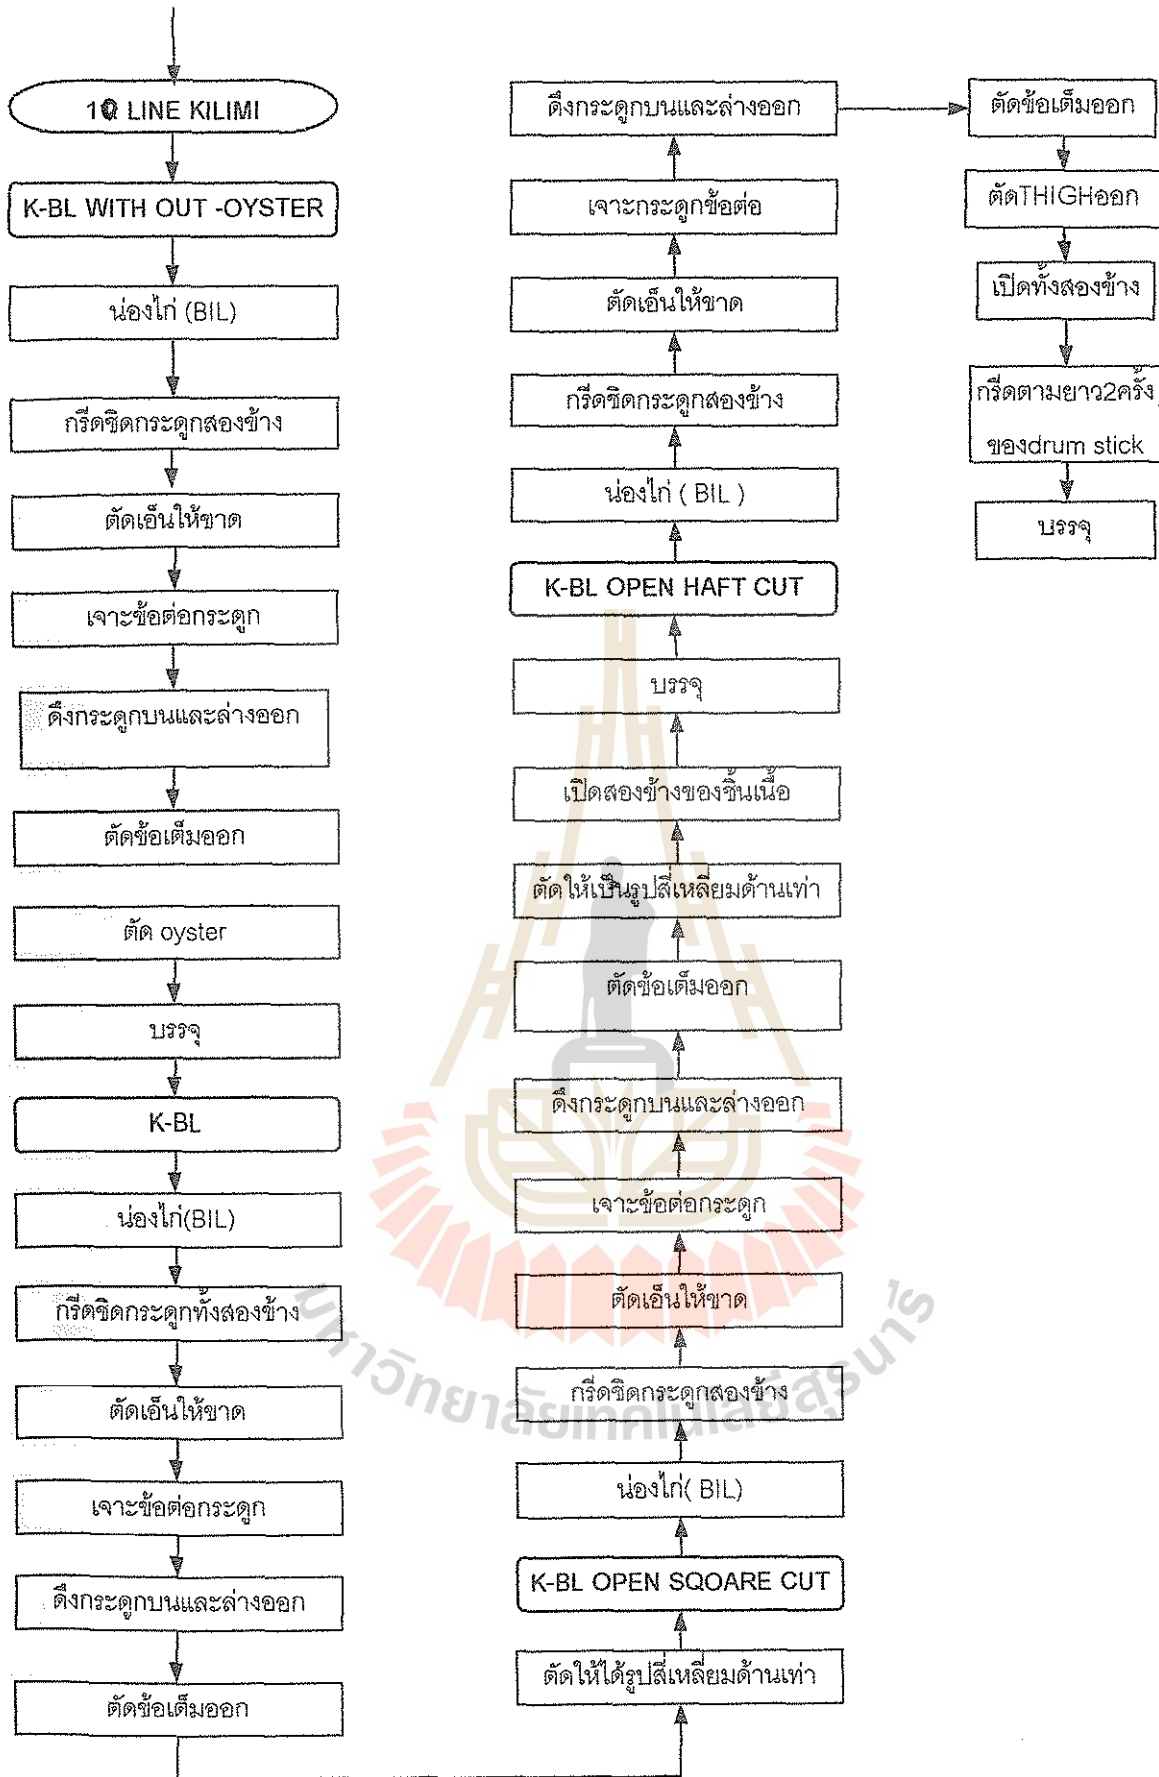 1Q LINE KILIMI
K-BL WITH OUT -OYSTER
น่องไก่ (BIL)
กรีดชิดกระดูกสองข้าง
ตัดเอ็นให้ขาด
เจาะข้อต่อกระดูก
ดึงกระดูกบนและล่างออก
ตัดข้อเต็มออก
ตัด oyster
บรรจุ
K-BL
น่องไก่(BIL)
กรีดชิดกระดูกทั้งสองข้าง
ตัดเอ็นให้ขาด
เจาะข้อต่อกระดูก
ดึงกระดูกบนและล่างออก
ตัดข้อเต็มออก
ตัดให้ได้รูปสี่เหลี่ยมด้านเท่า
K-BL OPEN SQOARE CUT
น่องไก่( BIL)
กรีดชิดกระดูกสองข้าง
ตัดเอ็นให้ขาด
เจาะข้อต่อกระดูก
ดึงกระดูกบนและล่างออก
ตัดข้อเต็มออก
ตัดให้เป็นรูปสี่เหลี่ยมด้านเท่า
เปิดสองข้างของชิ้นเนื้อ
บรรจุ
K-BL OPEN HAFT CUT
น่องไก่ ( BIL )
กรีดชิดกระดูกสองข้าง
ตัดเอ็นให้ขาด
เจาะกระดูกข้อต่อ
ดึงกระดูกบนและล่างออก
ตัดข้อเต็มออก
ตัดTHIGHออก
เปิดทั้งสองข้าง
กรีดตามยาว2ครั้ง
ของdrum stick
บรรจุ
มหาวิทยาลัยเทคโนโลยีสุรนารี